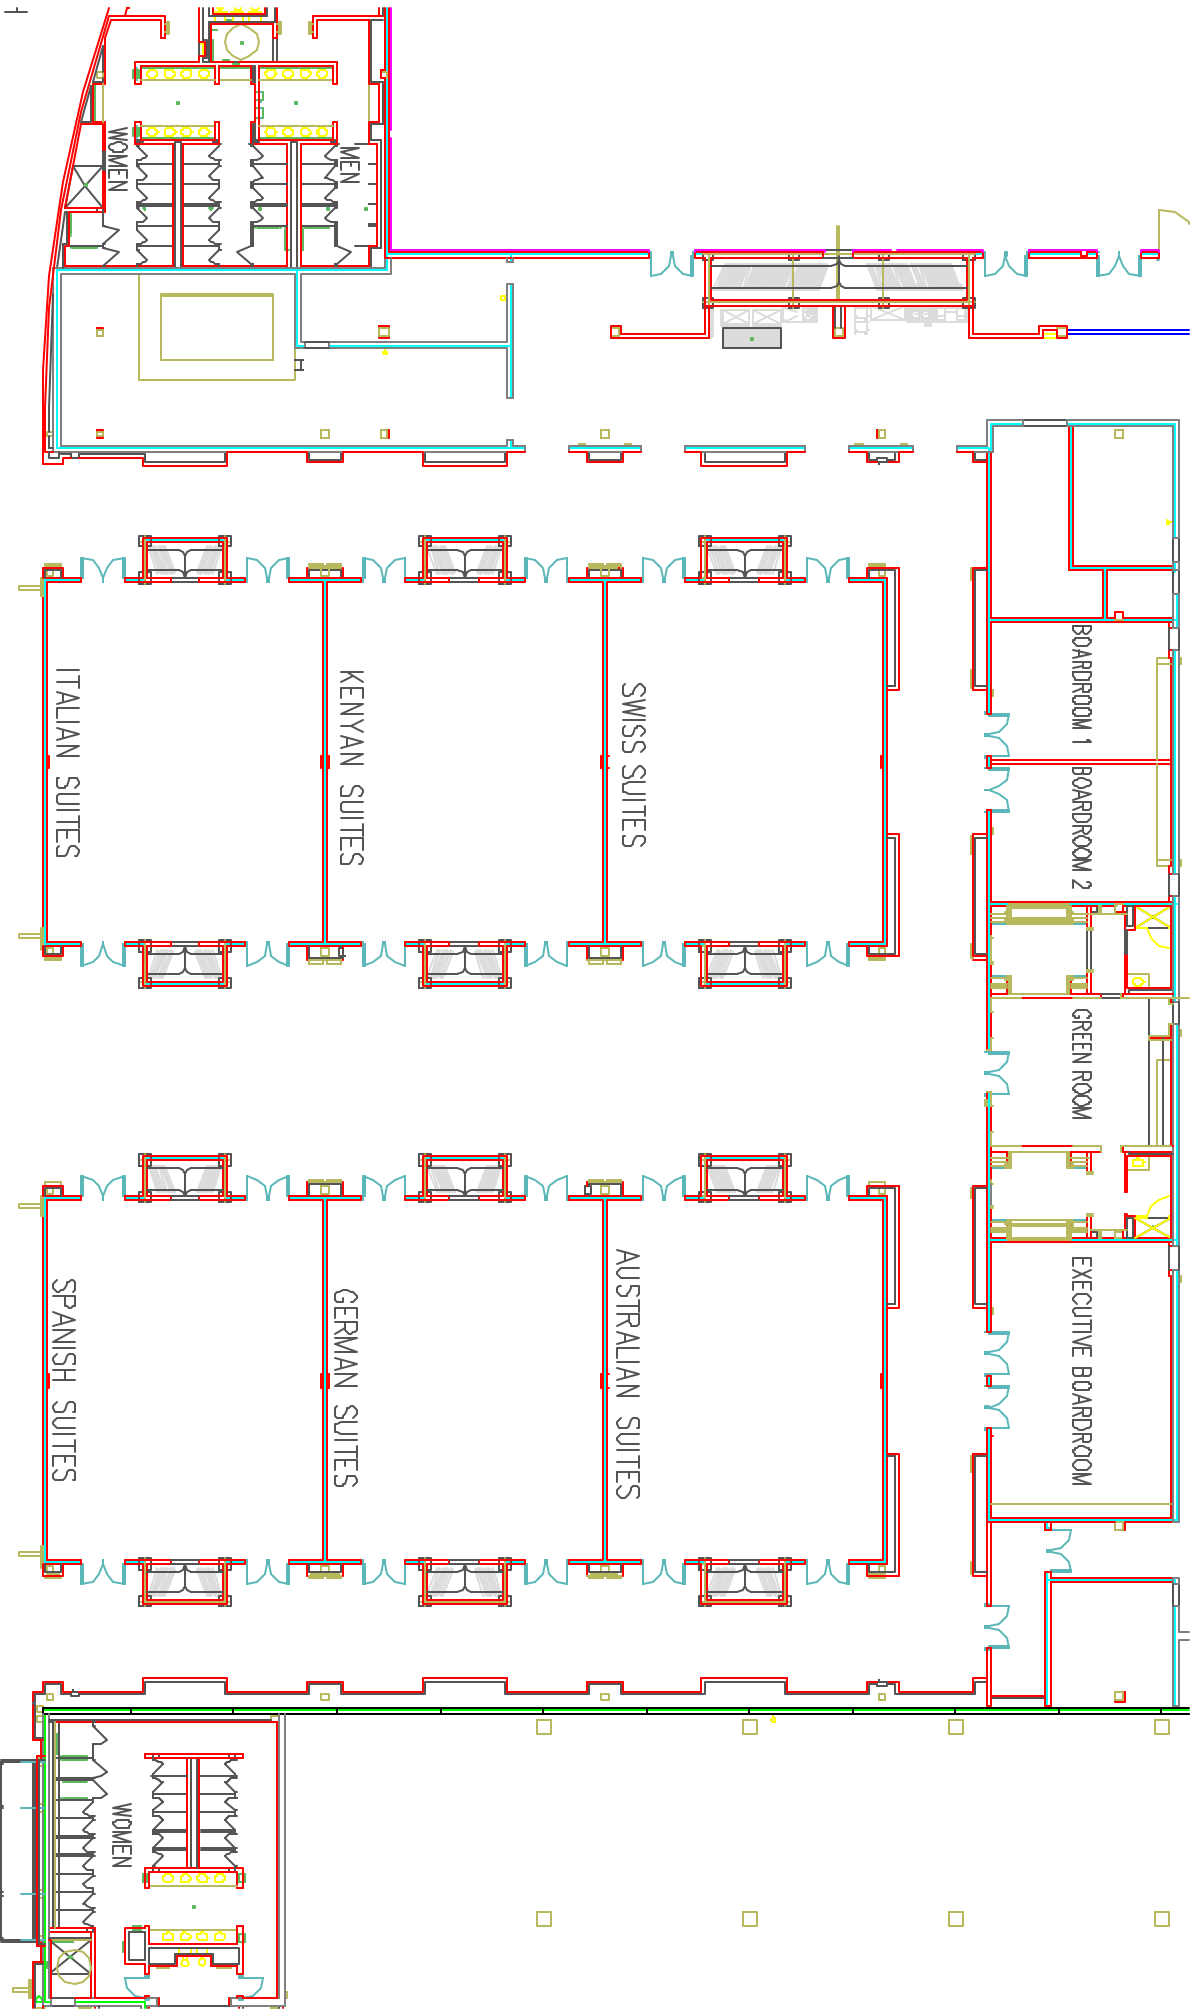 WOMEN
MEN
ITALIAN SUITES
KENYAN SUITES
SWISS SUITES
BOARDROOM 1
BOARDROOM 2
GREEN ROOM
SPANISH SUITES
GERMAN SUITES
AUSTRALIAN SUITES
EXECUTIVE BOARDROOM
WOMEN